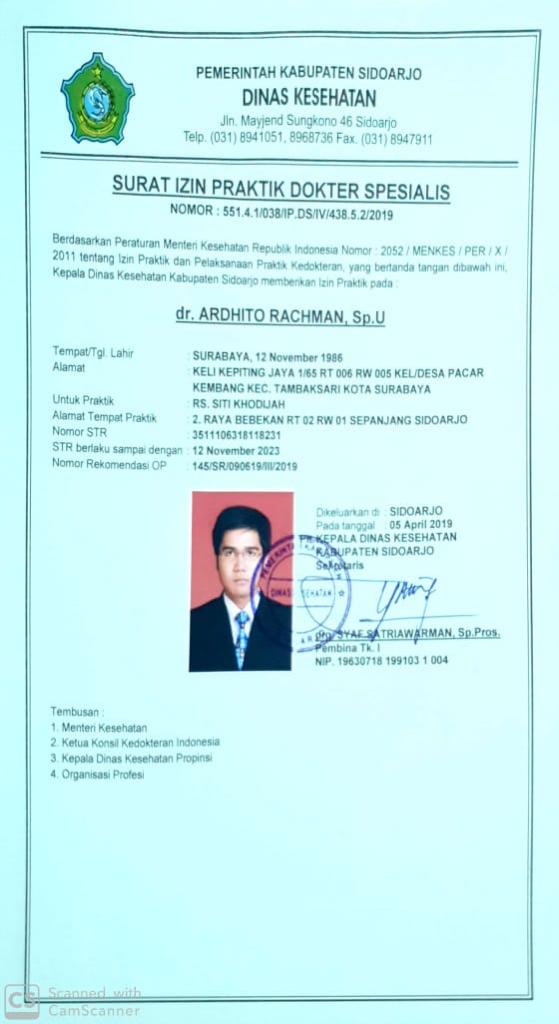 PEMERINTAH KABUPATEN SIDOARJO
DINAS KESEHATAN
Jln. Mayjend Sungkono 46 Sidoarjo
Telp. (031) 8941051, 8968736 Fax. (031) 8947911
SURAT IZIN PRAKTIK DOKTER SPESIALIS
NOMOR : 551.4.1/038/IP.DS/IV/438.5.2/2019
Berdasarkan Peraturan Menteri Kesehatan Republik Indonesia Nomor : 2052 / MENKES / PER / X /
2011 tentang Izin Praktik dan Pelaksanaan Praktik Kedokteran, yang bertanda tangan dibawah ini,
Kepala Dinas Kesehatan Kabupaten Sidoarjo memberikan Izin Praktik pada :
dr. ARDHITO RACHMAN, Sp.U
Tempat/Tgl. Lahir : SURABAYA, 12 November 1986
Alamat : KELI KEPITING JAYA 1/65 RT 006 RW 005 KEL/DESA PACAR
KEMBANG KEC. TAMBAKSARI KOTA SURABAYA
Untuk Praktik : RS. SITI KHODIJAH
Alamat Tempat Praktik : 2. RAYA BEBEKAN RT 02 RW 01 SEPANJANG SIDOARJO
Nomor STR : 3511106318118231
STR berlaku sampai dengan : 12 November 2023
Nomor Rekomendasi OP : 145/SR/090619/III/2019
Dikeluarkan di : SIDOARJO
Pada tanggal : 05 April 2019
KEPALA DINAS KESEHATAN
KABUPATEN SIDOARJO
Sekretaris
drg. SYAF SATRIAWARMAN, Sp.Pros.
Pembina Tk. I
NIP. 19630718 199103 1 004
Tembusan :
1. Menteri Kesehatan
2. Ketua Konsil Kedokteran Indonesia
3. Kepala Dinas Kesehatan Propinsi
4. Organisasi Profesi
CS Scanned with
CamScanner